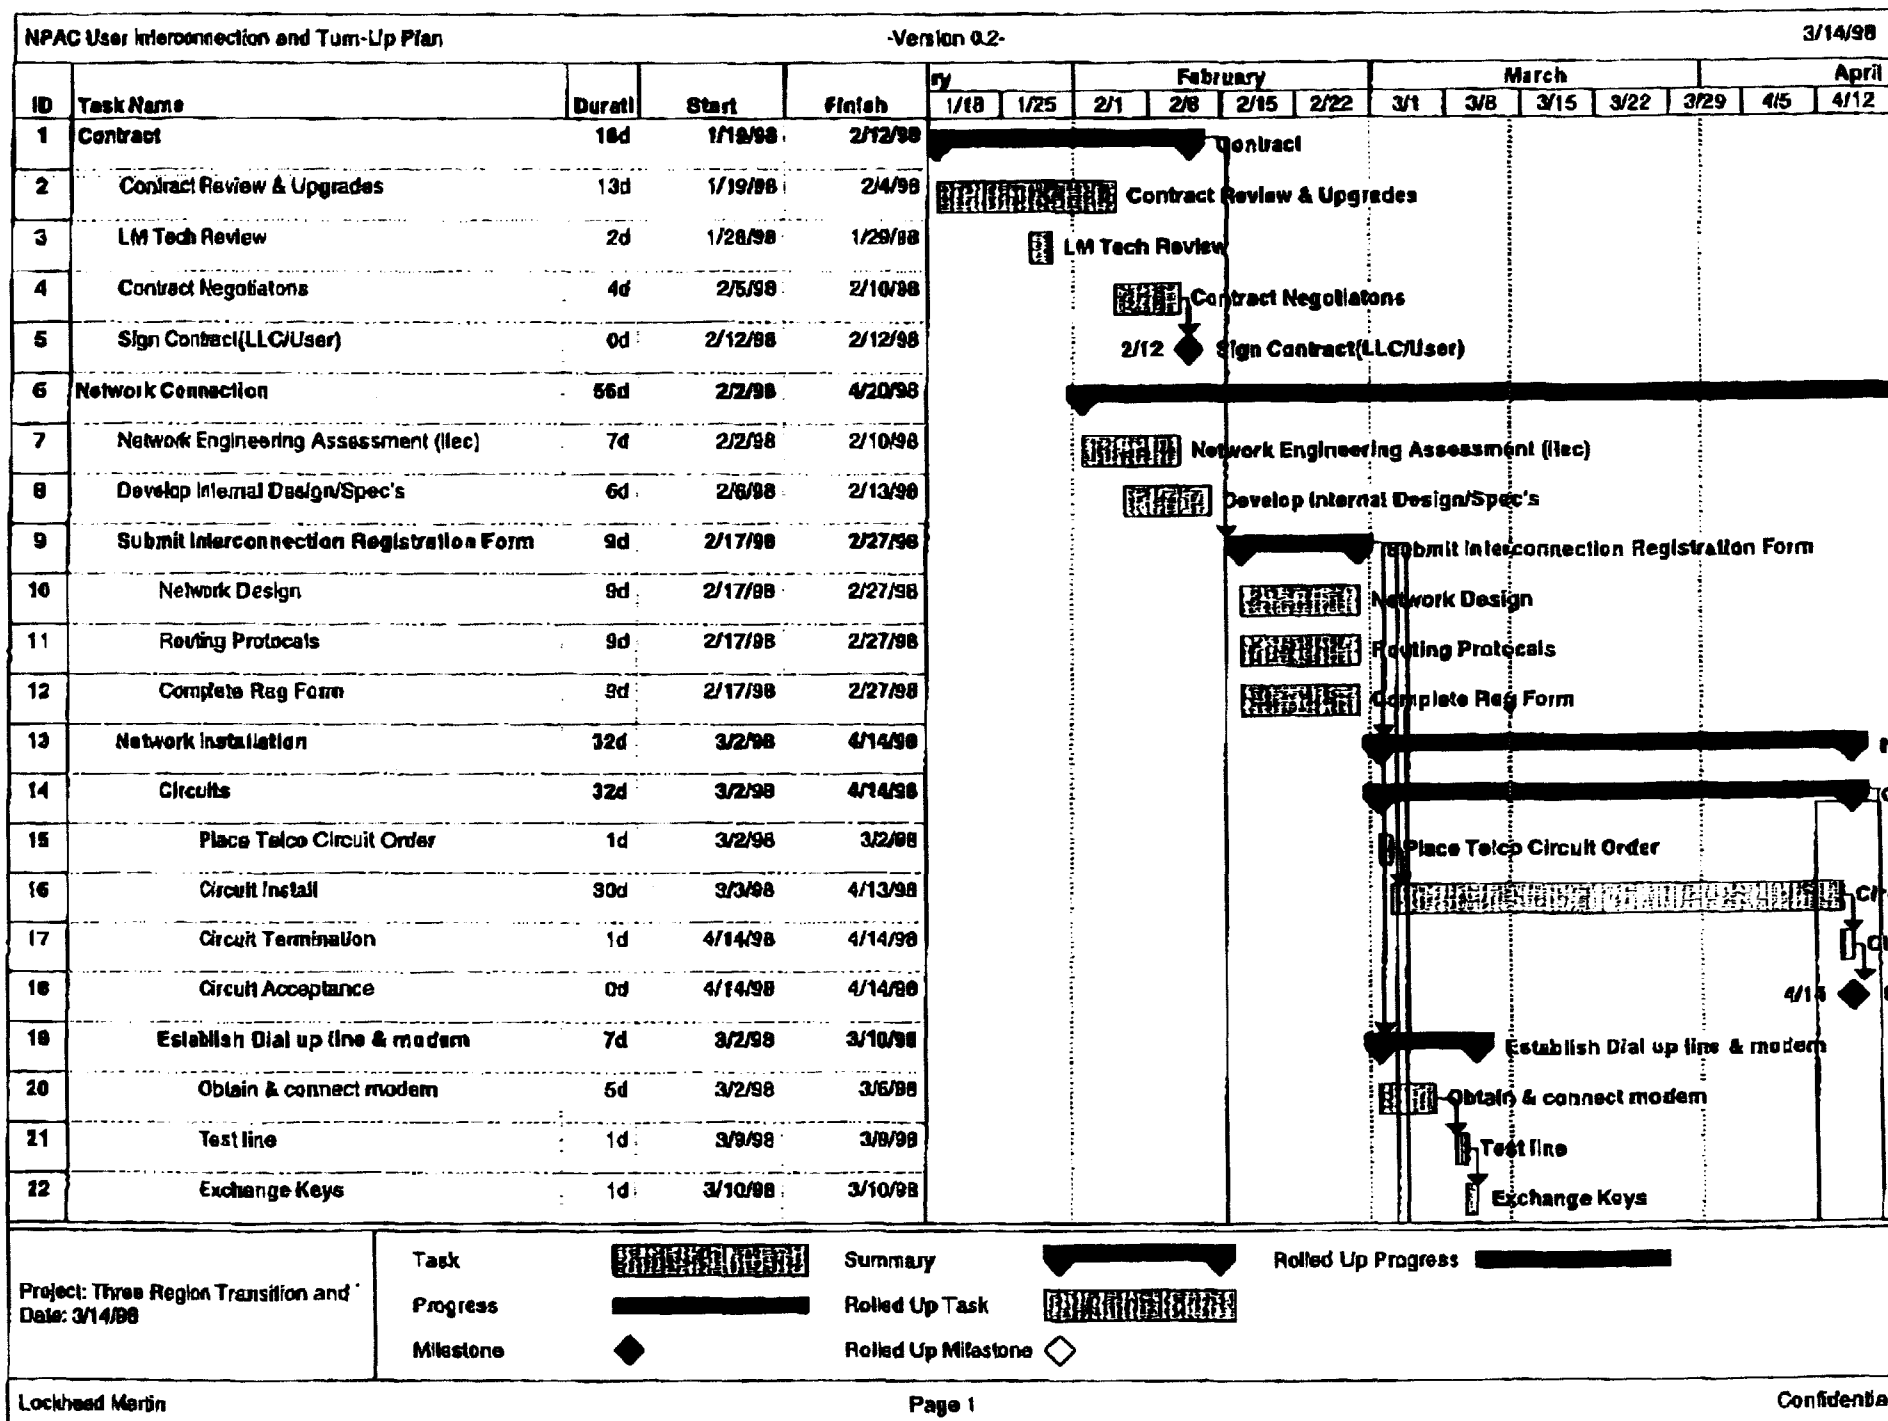 NPAC User Interconnection and Turn-Up Plan -Version 0.2- 3/14/98
ry February March April
ID Task Name Durati Start Finish 1/18 1/25 2/1 2/8 2/15 2/22 3/1 3/8 3/15 3/22 3/29 4/5 4/12
1 Contract 2/12/98 Contract
2 Contract Review & Upgrades 13d 1/19/98 2/4/98 Contract Review & Upgrades
3 LM Tech Review 2d 1/28/98 1/29/98 LM Tech Review
4 Contract Negotiatons 4d 2/5/98 2/10/98 Contract Negotiatons
5 Sign Contract(LLC/User) 0d 2/12/98 2/12/98 2/12 Sign Contract(LLC/User)
6 Network Connection 56d 2/2/98 4/20/98
7 Network Engineering Assessment (ilec) 7d 2/2/98 2/10/98 Network Engineering Assessment (ilec)
8 Develop Internal Design/Spec's 6d 2/6/98 2/13/98 Develop Internal Design/Spec's
9 Submit Interconnection Registration Form 9d 2/17/98 2/27/98 Submit Interconnection Registration Form
10 Network Design 9d 2/17/98 2/27/98 Network Design
11 Routing Protocals 9d 2/17/98 2/27/98 Routing Protocals
12 Complete Reg Form 9d 2/17/98 2/27/98 Complete Reg Form
13 Network Installation 32d 3/2/98 4/14/98
14 Circuits 32d 3/2/98 4/14/98
15 Place Telco Circuit Order 1d 3/2/98 3/2/98 Place Telco Circuit Order
16 Circuit Install 30d 3/3/98 4/13/98
17 Circuit Termination 1d 4/14/98 4/14/98
18 Circuit Acceptance 0d 4/14/98 4/14/98
19 Establish Dial up line & modem 7d 3/2/98 3/10/98 Establish Dial up line & modem
20 Obtain & connect modem 5d 3/2/98 3/6/98 Obtain & connect modem
21 Test line 1d 3/9/98 3/9/98 Test line
22 Exchange Keys 1d 3/10/98 3/10/98 Exchange Keys
Project: Three Region Transition and
Date: 3/14/98
Task Summary Rolled Up Progress
Progress Rolled Up Task
Milestone Rolled Up Milestone
Lockheed Martin Page 1 Confidentia